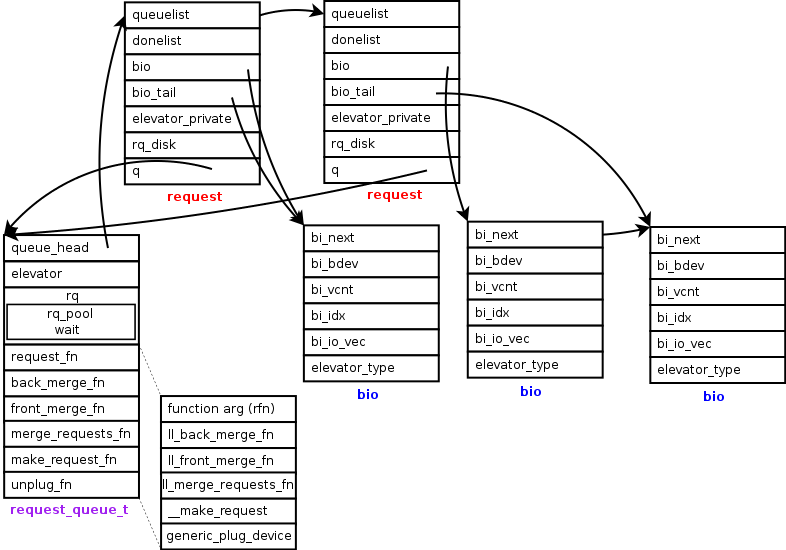 queuelist
donelist
bio
bio_tail
elevator_private
rq_disk
q
request
queuelist
donelist
bio
bio_tail
elevator_private
rq_disk
q
request
queue_head
elevator
rq
rq_pool
wait
request_fn
back_merge_fn
front_merge_fn
merge_requests_fn
make_request_fn
unplug_fn
request_queue_t
function arg (rfn)
ll_back_merge_fn
ll_front_merge_fn
ll_merge_requests_fn
__make_request
generic_plug_device
bi_next
bi_bdev
bi_vcnt
bi_idx
bi_io_vec
elevator_type
bio
bi_next
bi_bdev
bi_vcnt
bi_idx
bi_io_vec
elevator_type
bio
bi_next
bi_bdev
bi_vcnt
bi_idx
bi_io_vec
elevator_type
bio